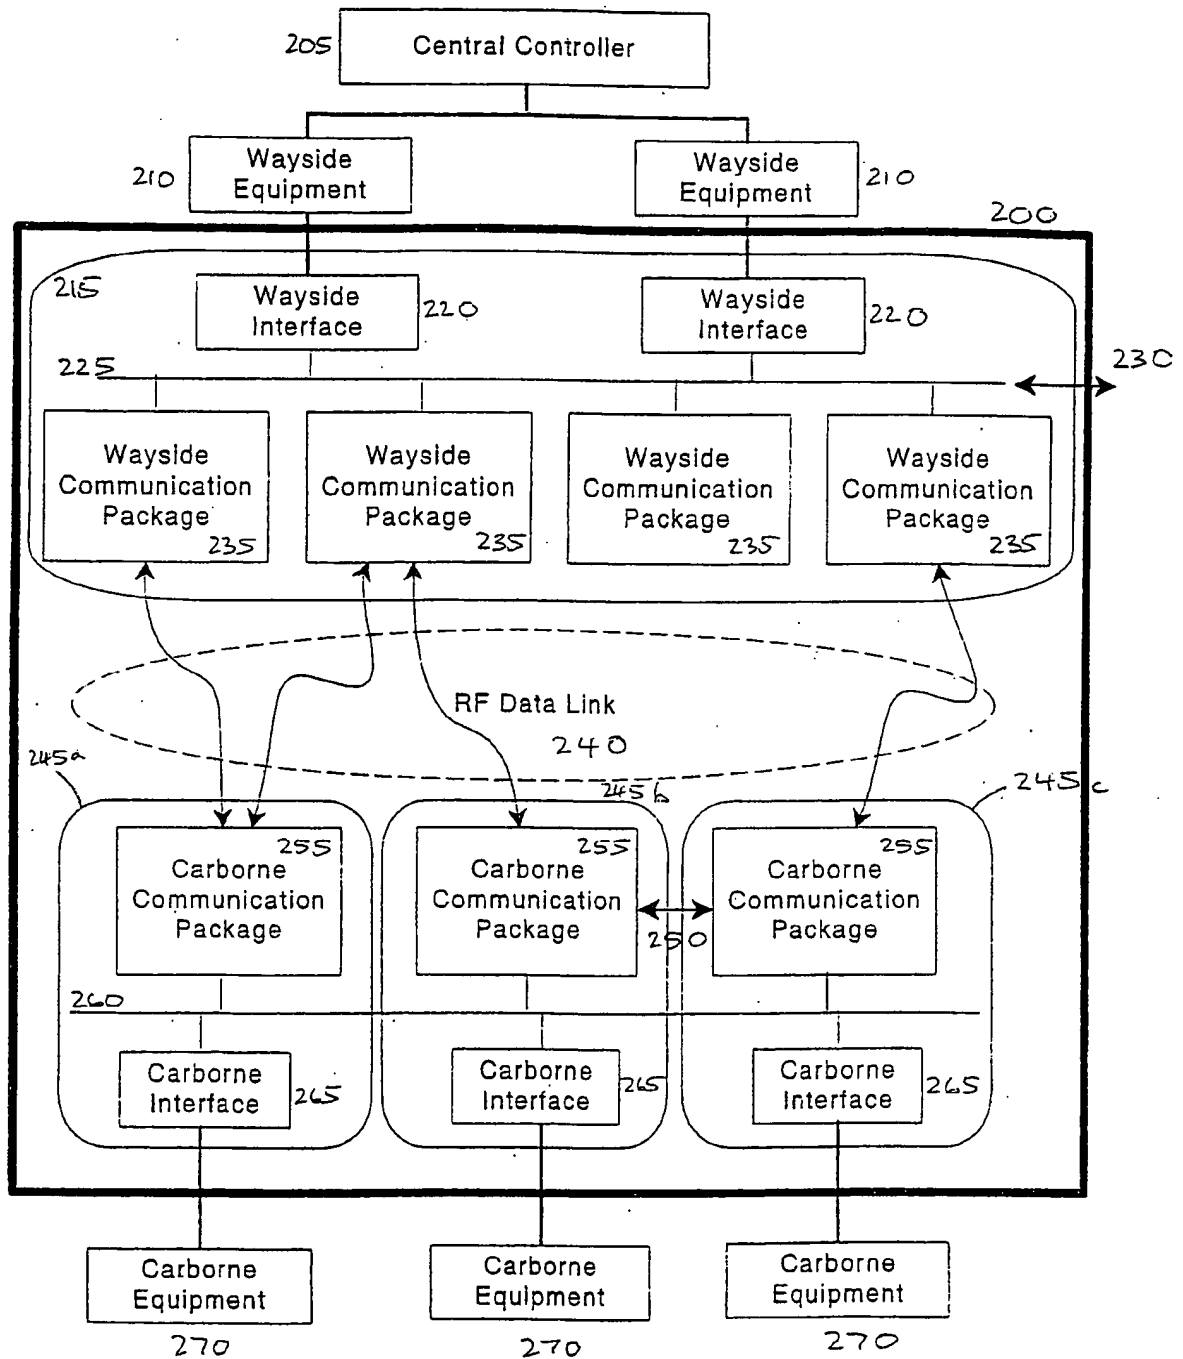 205
Central Controller
210
Wayside
Equipment
Wayside
Equipment
210
200
215
Wayside
Interface
220
Wayside
Interface
220
225
230
Wayside
Communication
Package
235
Wayside
Communication
Package
235
Wayside
Communication
Package
235
Wayside
Communication
Package
235
RF Data Link
240
245a
245b
245c
255
Carborne
Communication
Package
255
Carborne
Communication
Package
250
255
Carborne
Communication
Package
260
Carborne
Interface
265
Carborne
Interface
265
Carborne
Interface
265
Carborne
Equipment
270
Carborne
Equipment
270
Carborne
Equipment
270